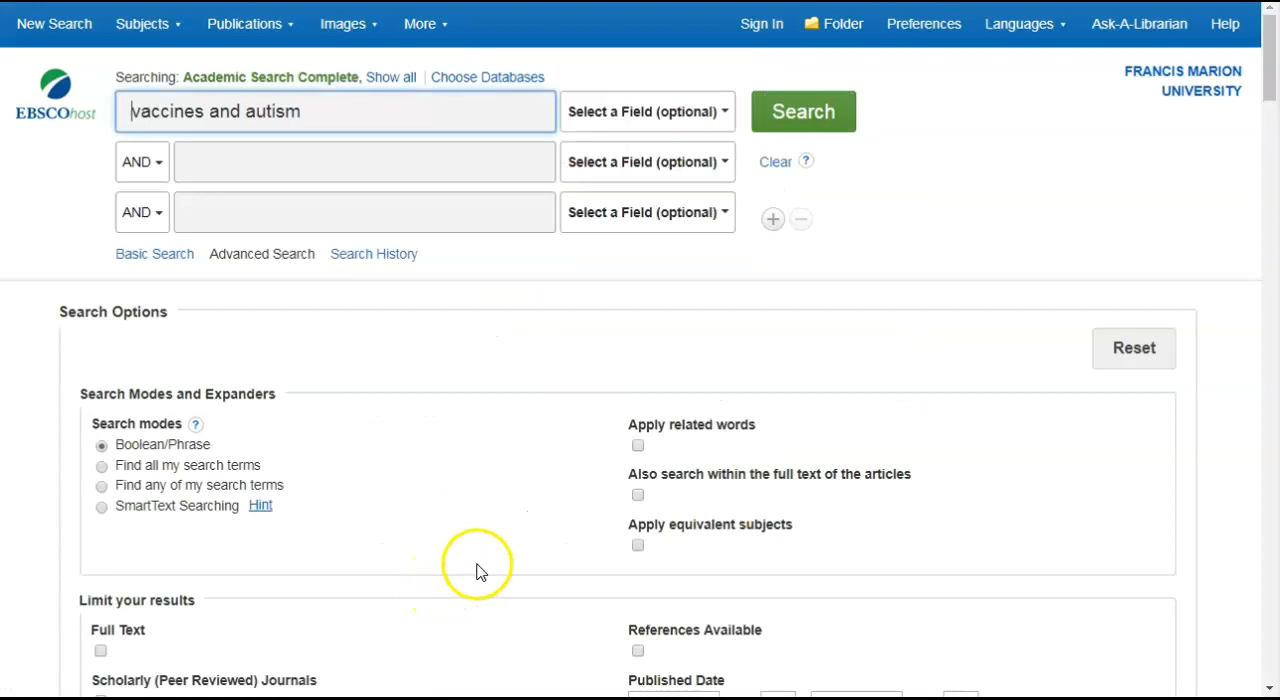 New Search Subjects Publications Images More Sign In Folder Preferences Languages Ask-A-Librarian Help
Searching: Academic Search Complete, Show all | Choose Databases
FRANCIS MARION
UNIVERSITY
EBSCOhost
vaccines and autism Select a Field (optional) Search
AND Select a Field (optional) Clear ?
AND Select a Field (optional)
Basic Search Advanced Search Search History
Search Options
Reset
Search Modes and Expanders
Search modes ?
Boolean/Phrase
Find all my search terms
Find any of my search terms
SmartText Searching Hint
Apply related words
Also search within the full text of the articles
Apply equivalent subjects
Limit your results
Full Text
References Available
Scholarly (Peer Reviewed) Journals
Published Date